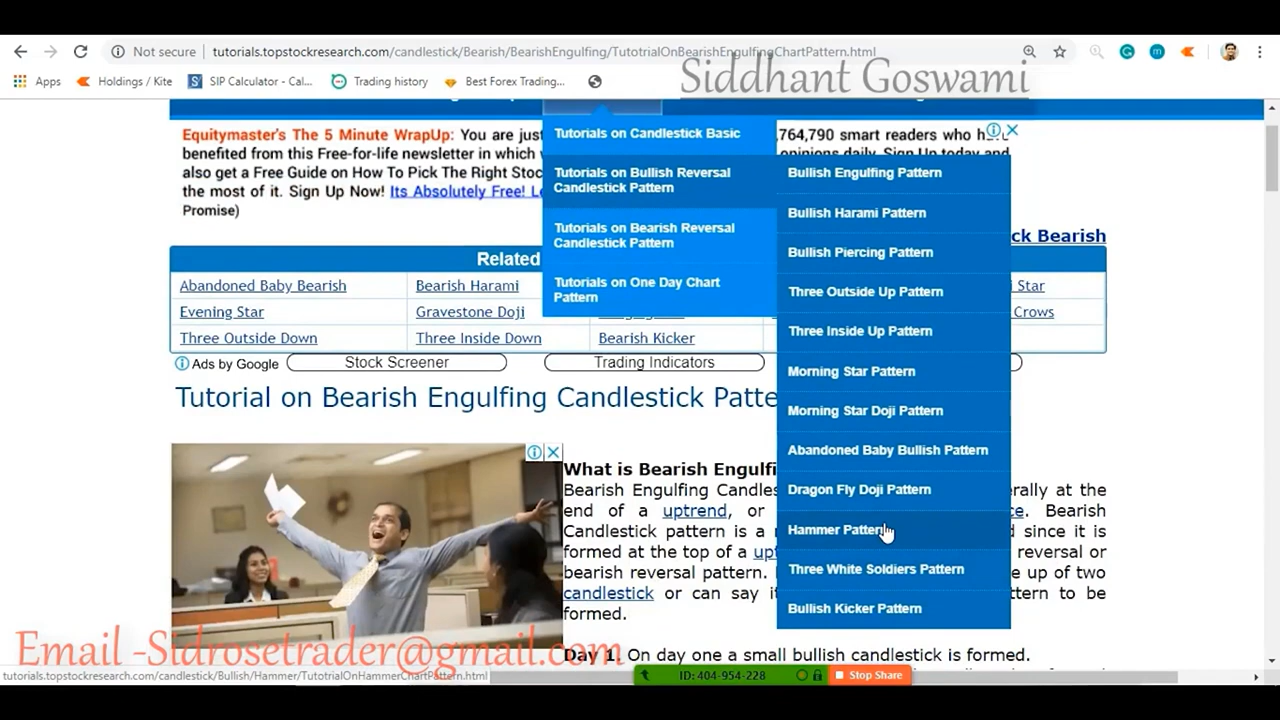 Not secure tutorials.topstockresearch.com/candlestick/Bearish/BearishEngulfing/TutotrialOnBearishEngulfingChartPattern.html
Apps Holdings / Kite SIP Calculator - Cal... Trading history Best Forex Trading...
Siddhant Goswami
Equitymaster's The 5 Minute WrapUp: You are just
764,790 smart readers who
benefited from this Free-for-life newsletter in which
opinions daily. Sign Up today and
also get a Free Guide on How To Pick The Right
the most of it. Sign Up Now! Its Absolutely Free!
Promise)
Tutorials on Candlestick Basic
Tutorials on Bullish Reversal
Candlestick Pattern
Tutorials on Bearish Reversal
Candlestick Pattern
Tutorials on One Day Chart
Pattern
Bullish Engulfing Pattern
Bullish Harami Pattern
Bullish Piercing Pattern
Three Outside Up Pattern
Three Inside Up Pattern
Morning Star Pattern
Morning Star Doji Pattern
Abandoned Baby Bullish Pattern
Dragon Fly Doji Pattern
Hammer Pattern
Three White Soldiers Pattern
Bullish Kicker Pattern
ck Bearish
Related
Abandoned Baby Bearish Bearish Harami Star
Evening Star Gravestone Doji Crows
Three Outside Down Three Inside Down Bearish Kicker
Ads by Google Stock Screener Trading Indicators
Tutorial on Bearish Engulfing Candlestick Patte
What is Bearish Engulfi
Bearish Engulfing Candle
erally at the
end of a uptrend, or
ce. Bearish
Candlestick pattern is a
since it is
formed at the top of a
reversal or
bearish reversal pattern.
e up of two
candlestick or can say
ttern to be
formed.
Day 1. On day one a small bullish candlestick is formed.
Email -Sidrosetrader@gmail.com
tutorials.topstockresearch.com/candlestick/Bullish/Hammer/TutotrialOnHammerChartPattern.html
ID: 404-954-228 Stop Share